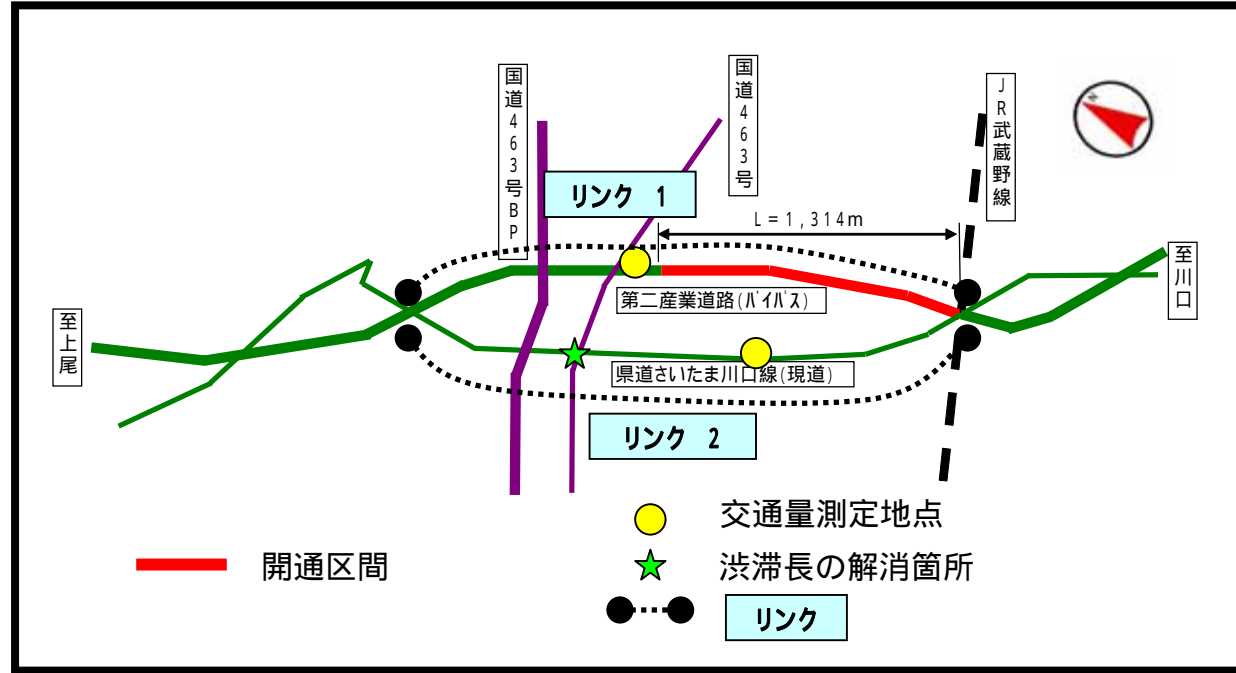 国道463号BP
国道463号
JR武蔵野線
N
リンク 1
L=1,314m
至川口
第二産業道路(バイパス)
至上尾
県道さいたま川口線(現道)
リンク 2
交通量測定地点
開通区間
渋滞長の解消箇所
リンク